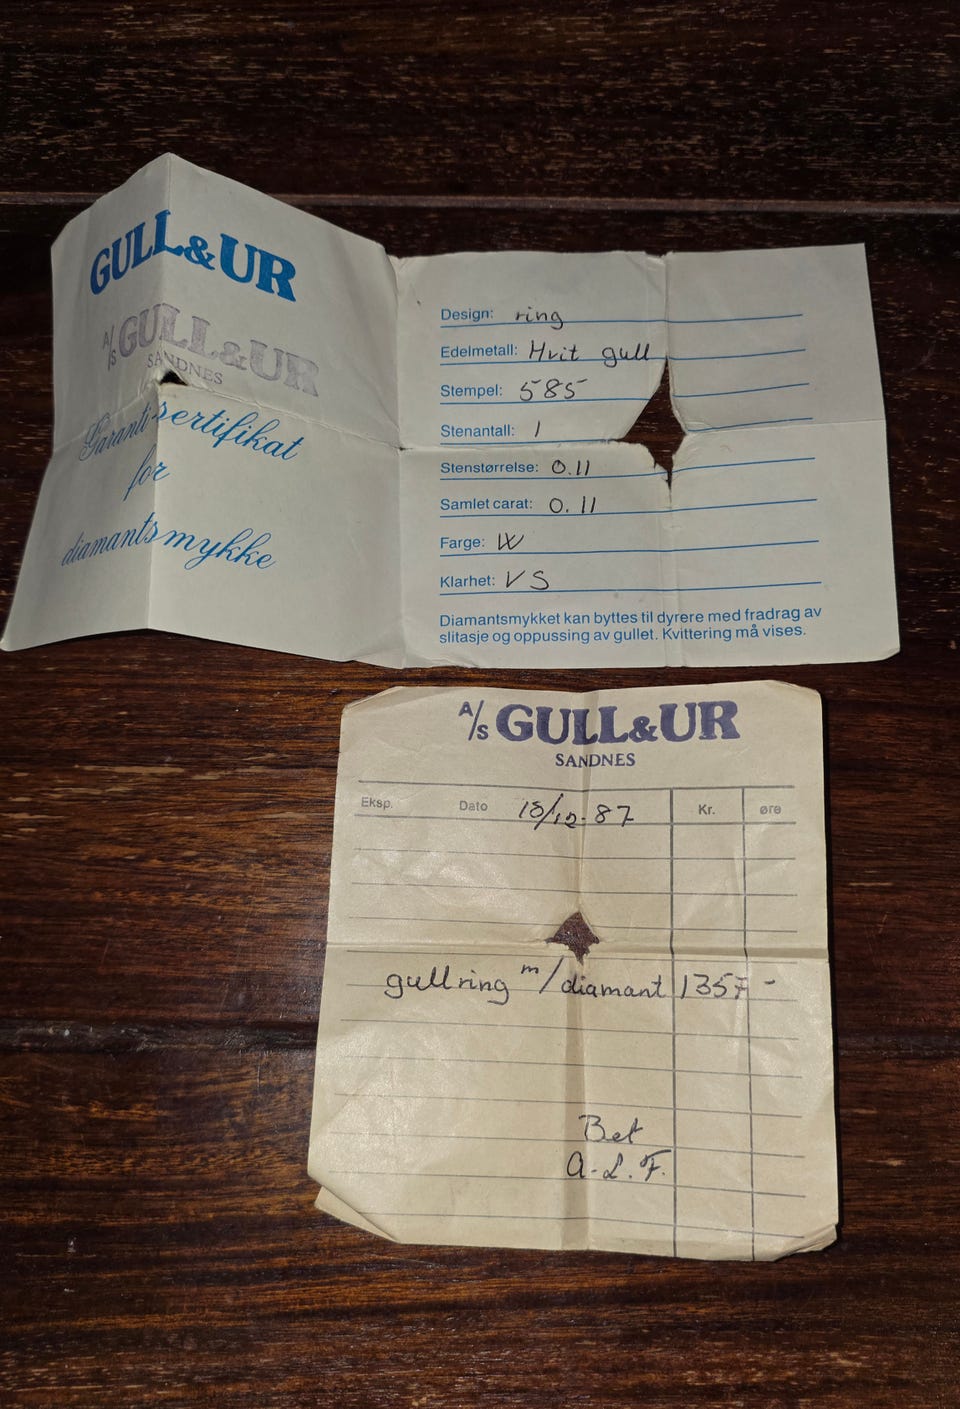 GULL&UR
A/S GULL&UR
SANDNES
Garanti-sertifikat
for
diamantsmykke
Design: ring
Edelmetall: Hvit gull
Stempel: 585
Stenantall: 1
Stenstørrelse: 0.11
Samlet carat: 0.11
Farge: W
Klarhet: VS
Diamantsmykket kan byttes til dyrere med fradrag av
slitasje og oppussing av gullet. Kvittering må vises.
A/S GULL&UR
SANDNES
Eksp. Dato 18/12-87 Kr. øre
gullring m/diamant 1357 -
Bet
A.L.F.